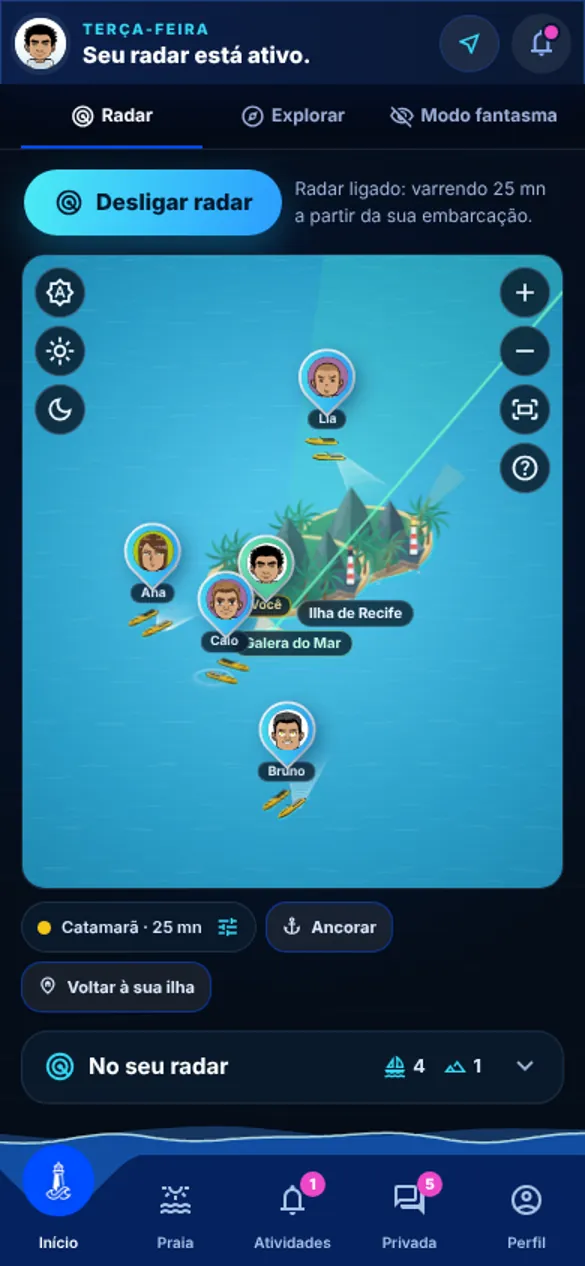 TERÇA-FEIRA
Seu radar está ativo.
Radar
Explorar
Modo fantasma
Desligar radar
Radar ligado: varrendo 25 mn
a partir da sua embarcação.
A
Lia
Ana
Você
Ilha de Recife
Caio
Galera do Mar
Bruno
Catamarã · 25 mn
Ancorar
Voltar à sua ilha
No seu radar
4
1
1
5
Início
Praia
Atividades
Privada
Perfil